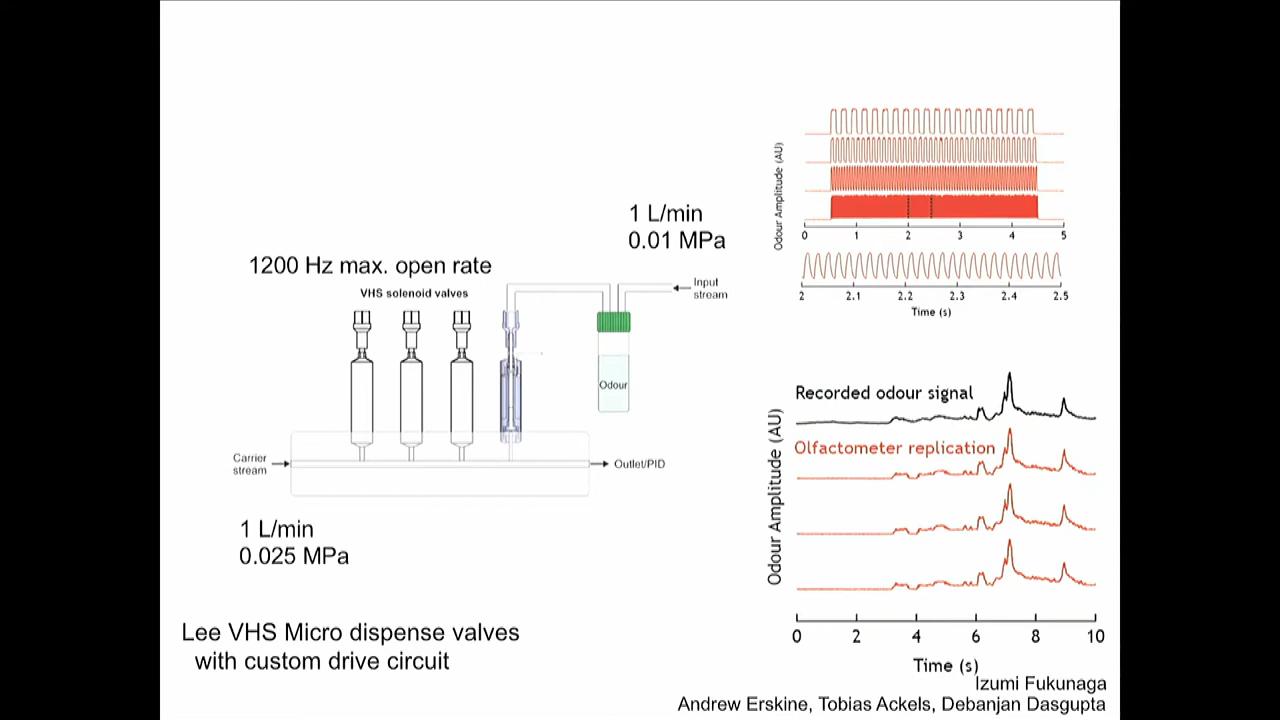 1 L/min
0.01 MPa
1200 Hz max. open rate
VHS solenoid valves
Input
stream
Odour
Carrier
stream
Outlet/PID
1 L/min
0.025 MPa
Lee VHS Micro dispense valves
with custom drive circuit
Odour Amplitude (AU)
0 1 2 3 4 5
2 2.1 2.2 2.3 2.4 2.5
Time (s)
Recorded odour signal
Olfactometer replication
Odour Amplitude (AU)
0 2 4 6 8 10
Time (s)
Izumi Fukunaga
Andrew Erskine, Tobias Ackels, Debanjan Dasgupta